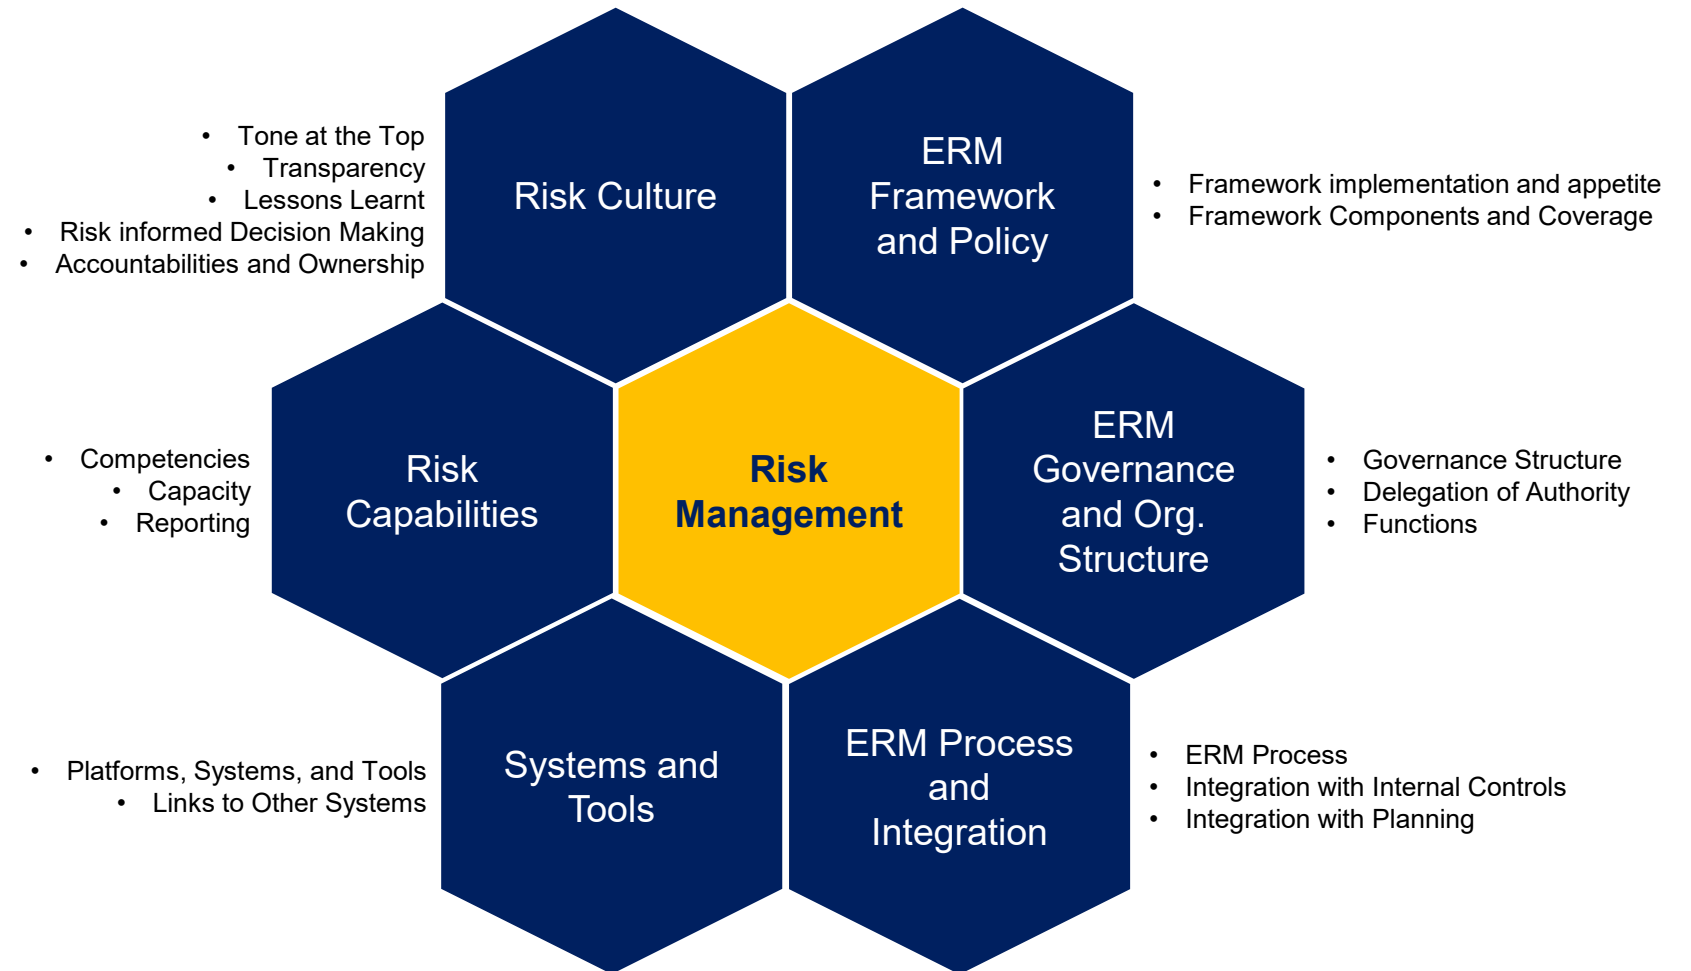 • Tone at the Top
• Transparency
• Lessons Learnt
• Risk informed Decision Making
• Accountabilities and Ownership
Risk Culture
ERM
Framework
and Policy
• Framework implementation and appetite
• Framework Components and Coverage
• Competencies
• Capacity
• Reporting
Risk
Capabilities
Risk
Management
ERM
Governance
and Org.
Structure
• Governance Structure
• Delegation of Authority
• Functions
• Platforms, Systems, and Tools
• Links to Other Systems
Systems and
Tools
ERM Process
and
Integration
• ERM Process
• Integration with Internal Controls
• Integration with Planning